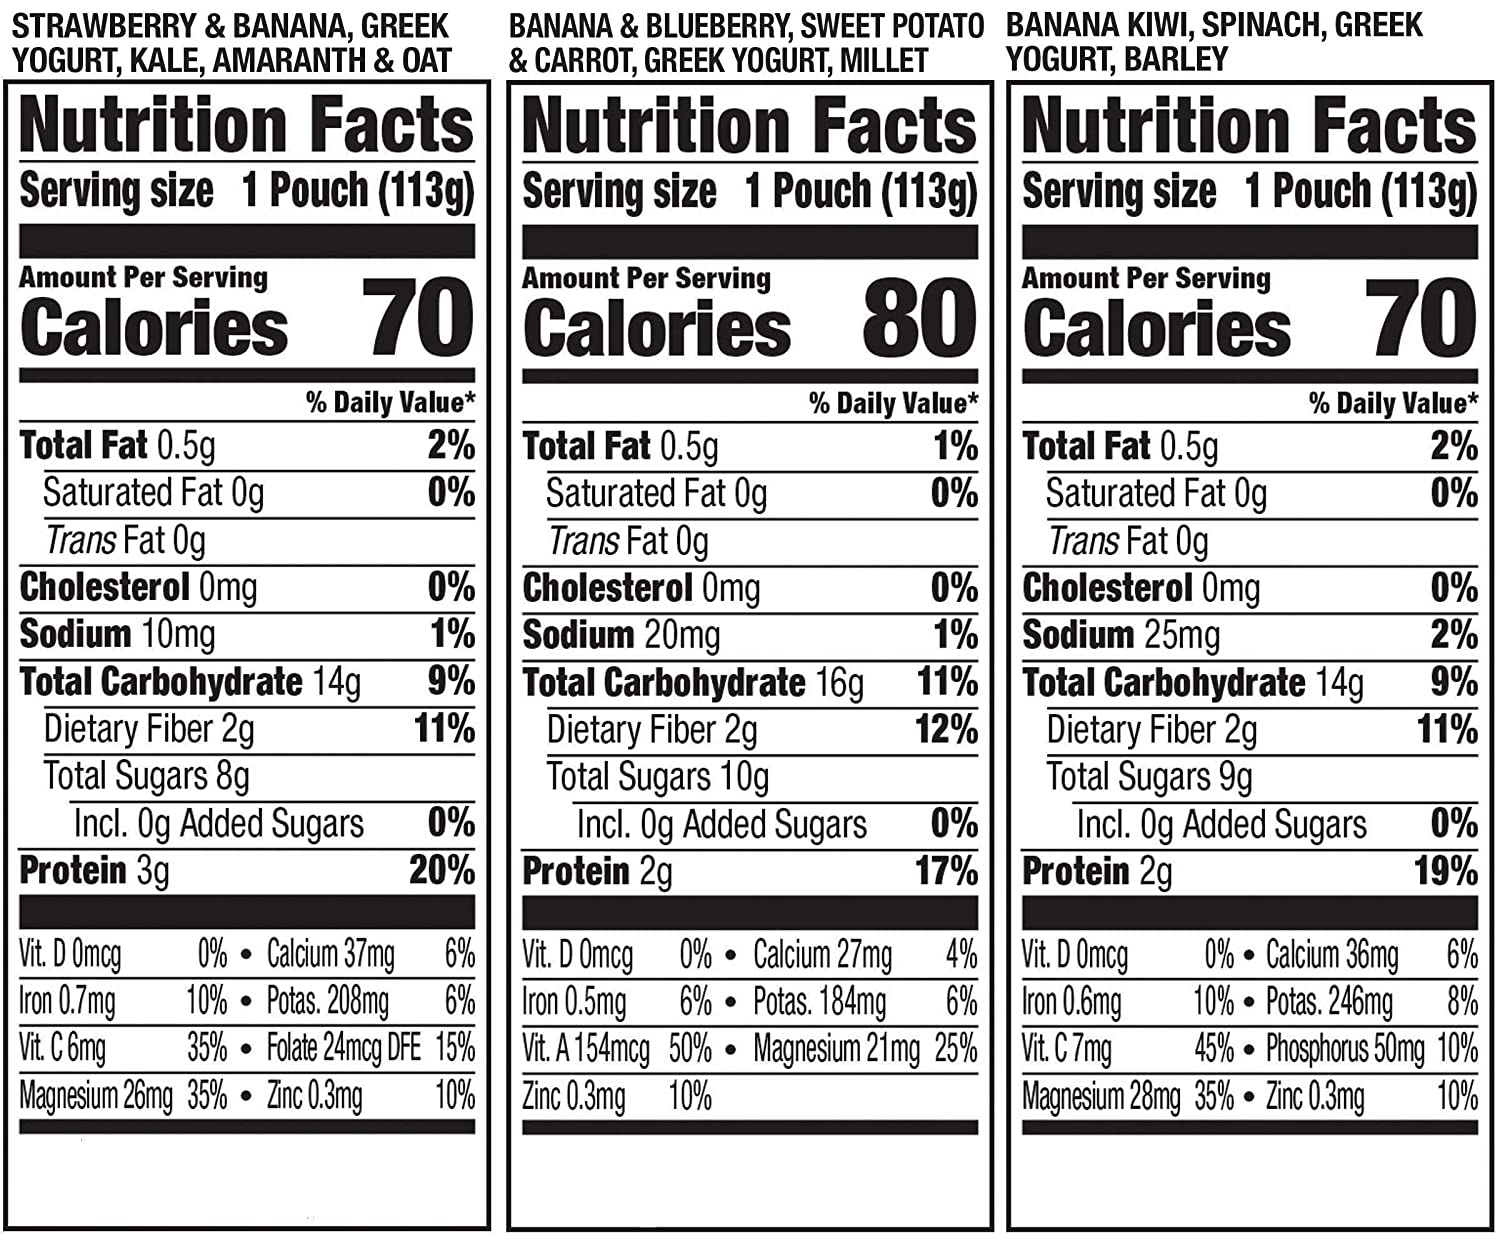 STRAWBERRY & BANANA, GREEK
YOGURT, KALE, AMARANTH & OAT
Nutrition Facts
Serving size 1 Pouch (113g)
Amount Per Serving
Calories 70
% Daily Value*
Total Fat 0.5g 2%
Saturated Fat 0g 0%
Trans Fat 0g
Cholesterol 0mg 0%
Sodium 10mg 1%
Total Carbohydrate 14g 9%
Dietary Fiber 2g 11%
Total Sugars 8g
Incl. 0g Added Sugars 0%
Protein 3g 20%
Vit. D 0mcg 0% • Calcium 37mg 6%
Iron 0.7mg 10% • Potas. 208mg 6%
Vit. C 6mg 35% • Folate 24mcg DFE 15%
Magnesium 26mg 35% • Zinc 0.3mg 10%
BANANA & BLUEBERRY, SWEET POTATO
& CARROT, GREEK YOGURT, MILLET
Nutrition Facts
Serving size 1 Pouch (113g)
Amount Per Serving
Calories 80
% Daily Value*
Total Fat 0.5g 1%
Saturated Fat 0g 0%
Trans Fat 0g
Cholesterol 0mg 0%
Sodium 20mg 1%
Total Carbohydrate 16g 11%
Dietary Fiber 2g 12%
Total Sugars 10g
Incl. 0g Added Sugars 0%
Protein 2g 17%
Vit. D 0mcg 0% • Calcium 27mg 4%
Iron 0.5mg 6% • Potas. 184mg 6%
Vit. A 154mcg 50% • Magnesium 21mg 25%
Zinc 0.3mg 10%
BANANA KIWI, SPINACH, GREEK
YOGURT, BARLEY
Nutrition Facts
Serving size 1 Pouch (113g)
Amount Per Serving
Calories 70
% Daily Value*
Total Fat 0.5g 2%
Saturated Fat 0g 0%
Trans Fat 0g
Cholesterol 0mg 0%
Sodium 25mg 2%
Total Carbohydrate 14g 9%
Dietary Fiber 2g 11%
Total Sugars 9g
Incl. 0g Added Sugars 0%
Protein 2g 19%
Vit. D 0mcg 0% • Calcium 36mg 6%
Iron 0.6mg 10% • Potas. 246mg 8%
Vit. C 7mg 45% • Phosphorus 50mg 10%
Magnesium 28mg 35% • Zinc 0.3mg 10%